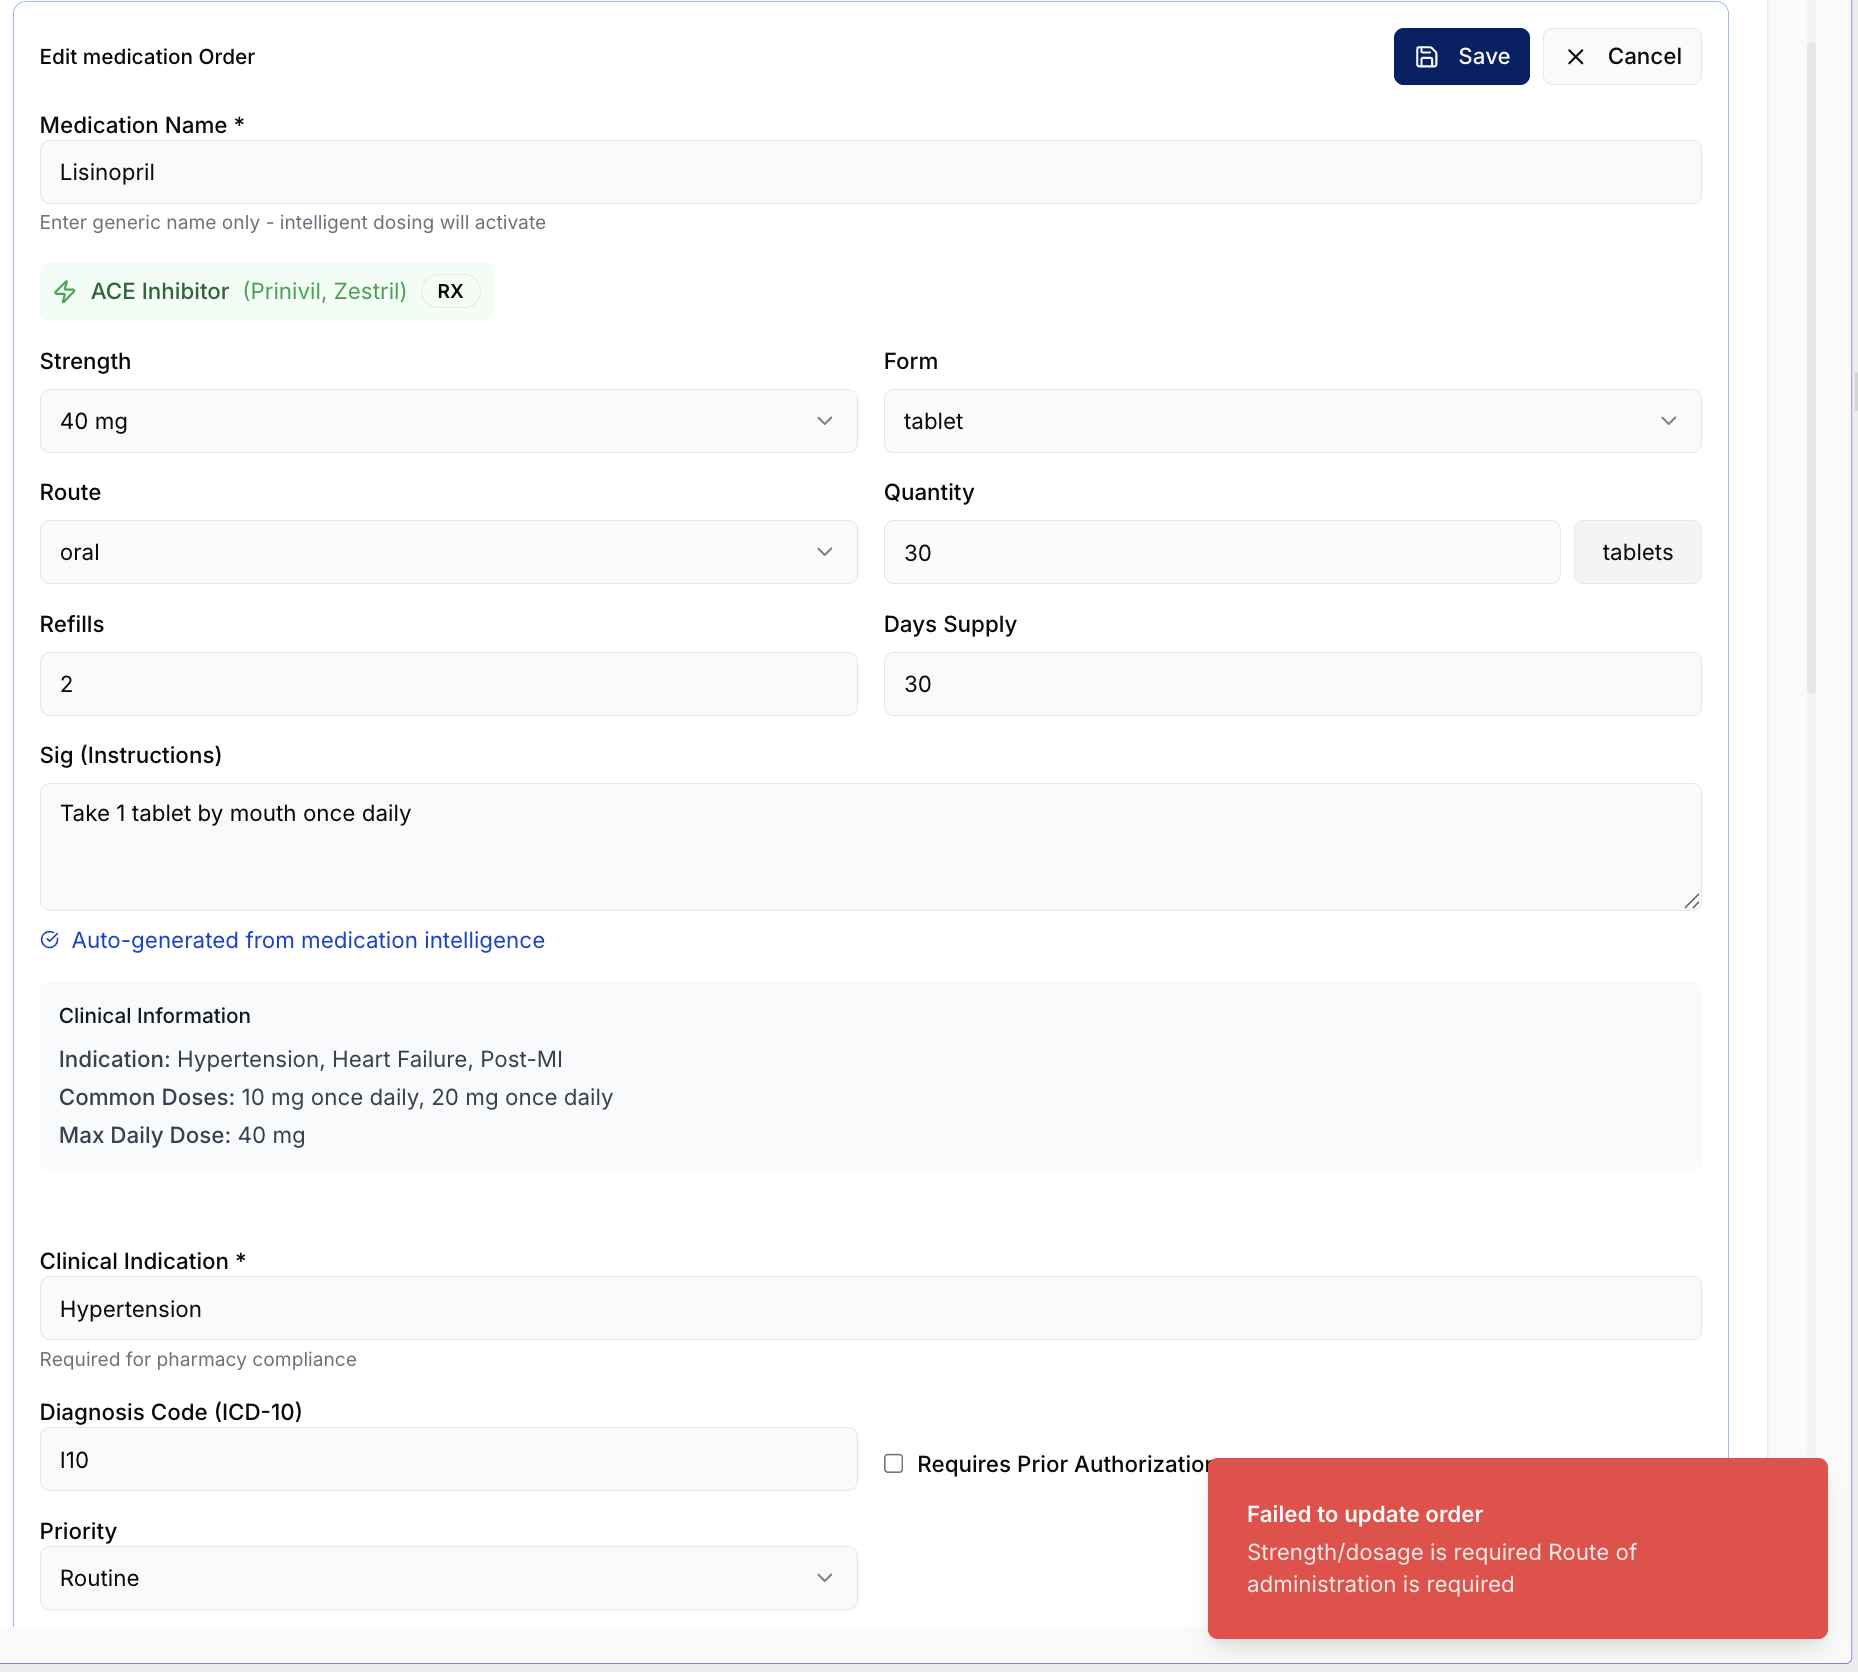 Edit medication Order
Save
Cancel
Medication Name *
Lisinopril
Enter generic name only - intelligent dosing will activate
ACE Inhibitor (Prinivil, Zestril) RX
Strength
Form
40 mg
tablet
Route
Quantity
oral
30
tablets
Refills
Days Supply
2
30
Sig (Instructions)
Take 1 tablet by mouth once daily
Auto-generated from medication intelligence
Clinical Information
Indication: Hypertension, Heart Failure, Post-MI
Common Doses: 10 mg once daily, 20 mg once daily
Max Daily Dose: 40 mg
Clinical Indication *
Hypertension
Required for pharmacy compliance
Diagnosis Code (ICD-10)
I10
Requires Prior Authorization
Priority
Routine
Failed to update order
Strength/dosage is required Route of
administration is required